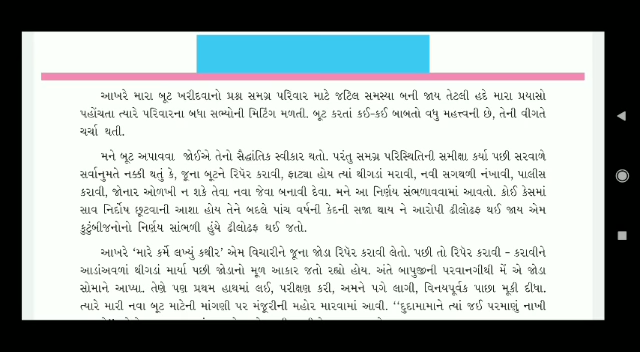 આખરે મારા બૂટ ખરીદવાનો પ્રશ્ન સમગ્ર પરિવાર માટે જટિલ સમસ્યા બની જાય તેટલી હદે મારા પ્રયાસો
પહોંચતા ત્યારે પરિવારના બધા સભ્યોની મિટિંગ મળતી. બૂટ કરતાં કઈ-કઈ બાબતો વધુ મહત્ત્વની છે, તેની વીગતે
ચર્ચા થતી.
મને બૂટ અપાવવા જોઈએ તેનો સૈદ્ધાંતિક સ્વીકાર થતો. પરંતુ સમગ્ર પરિસ્થિતિની સમીક્ષા કર્યા પછી સરવાળે
સર્વાનુમતે નક્કી થતું કે, જૂના બૂટને રિપેર કરાવી, ફાટ્યા હોય ત્યાં થીગડાં મરાવી, નવી સગથળી નંખાવી, પાલીસ
કરાવી, જોનાર ઓળખી ન શકે તેવા નવા જેવા બનાવી દેવા. મને આ નિર્ણય સંભળાવવામાં આવતો. કોઈ કેસમાં
સાવ નિર્દોષ છૂટવાની આશા હોય તેને બદલે પાંચ વર્ષની કેદની સજા થાય ને આરોપી ઢીલોઢફ થઈ જાય એમ
કુટુંબીજનોનો નિર્ણય સાંભળી હુંયે ઢીલોઢફ થઈ જતો.
આખરે ‘મારે કર્મે લખ્યું કથીર’ એમ વિચારીને જૂના જોડા રિપેર કરાવી લેતો. પછી તો રિપેર કરાવી – કરાવીને
આડાંઅવળાં થીગડાં માર્યા પછી જોડાનો મૂળ આકાર જતો રહ્યો હોય. અંતે બાપુજીની પરવાનગીથી મેં એ જોડા
સોમાને આપ્યા. તેણે પણ પ્રથમ હાથમાં લઈ, પરીક્ષણ કરી, અમને પગે લાગી, વિનયપૂર્વક પાછા મૂકી દીધા.
ત્યારે મારી નવા બૂટ માટેની માંગણી પર મંજૂરીની મહોર મારવામાં આવી. “દુદામામાને ત્યાં જઈ પરમાણું નાખી